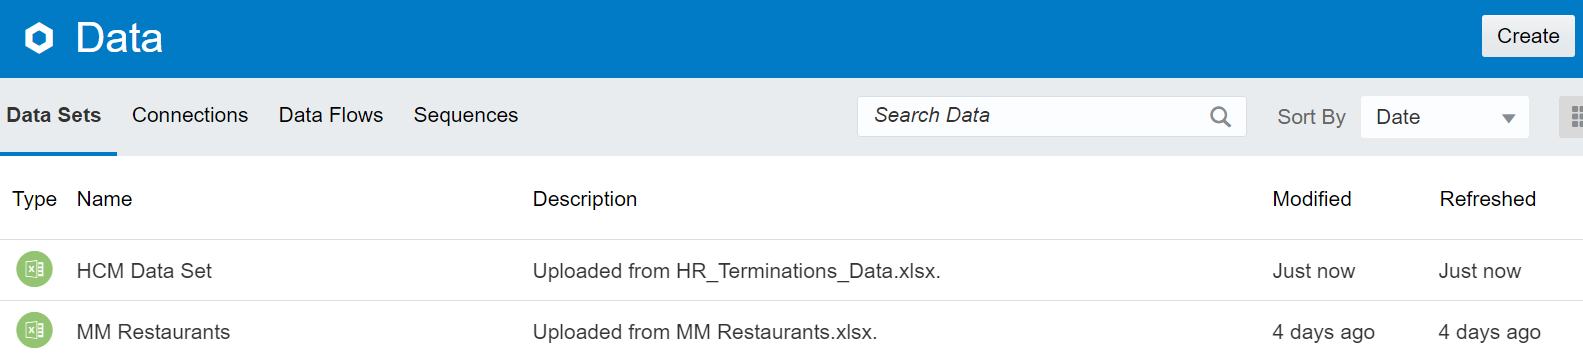 Data
Create
Data Sets Connections Data Flows Sequences Search Data Sort By Date
Type Name Description Modified Refreshed
HCM Data Set Uploaded from HR_Terminations_Data.xlsx. Just now Just now
MM Restaurants Uploaded from MM Restaurants.xlsx. 4 days ago 4 days ago